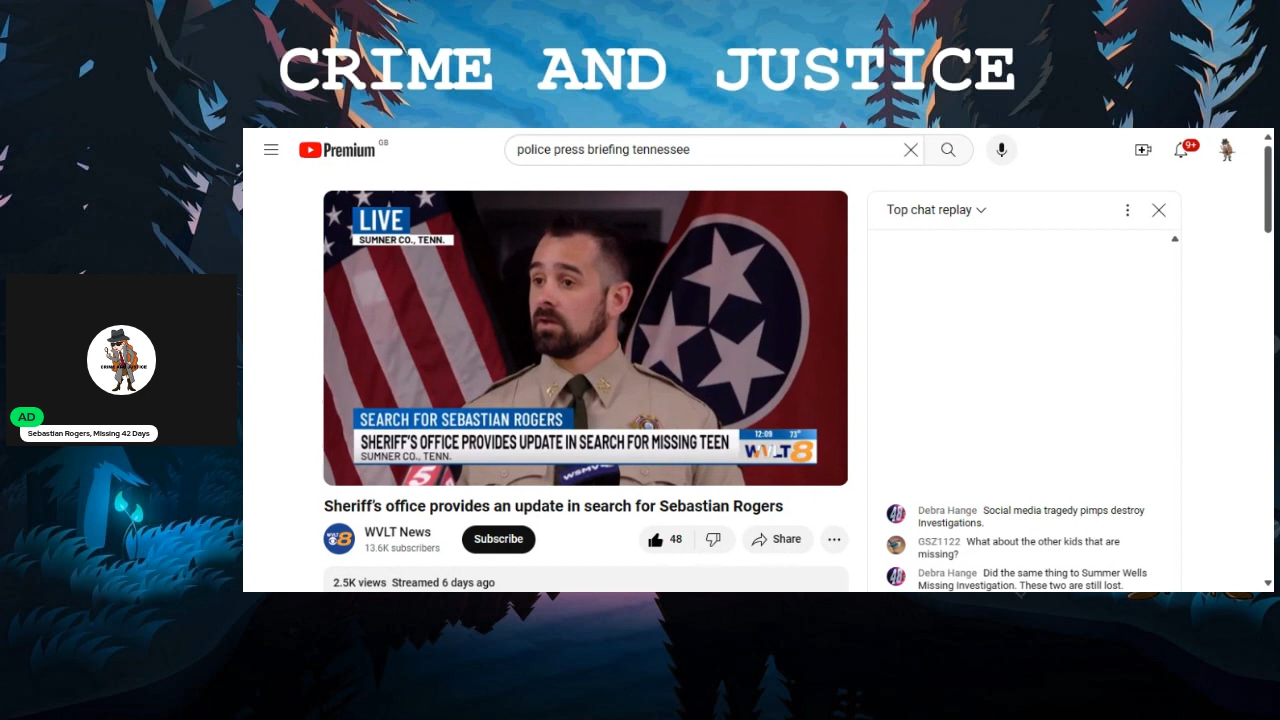 CRIME AND JUSTICE
Premium GB
police press briefing tennessee
9+
LIVE
SUMNER CO., TENN.
SEARCH FOR SEBASTIAN ROGERS
SHERIFF'S OFFICE PROVIDES UPDATE IN SEARCH FOR MISSING TEEN
SUMNER CO., TENN.
12:09 73°
WVLT 8
5
WSMV
Top chat replay
CRIME AND JUSTICE
AD
Sebastian Rogers, Missing 42 Days
Sheriff's office provides an update in search for Sebastian Rogers
WVLT News
13.6K subscribers
Subscribe
48
Share
2.5K views Streamed 6 days ago
Debra Hange Social media tragedy pimps destroy
Investigations.
GSZ1122 What about the other kids that are
missing?
Debra Hange Did the same thing to Summer Wells
Missing Investigation. These two are still lost.